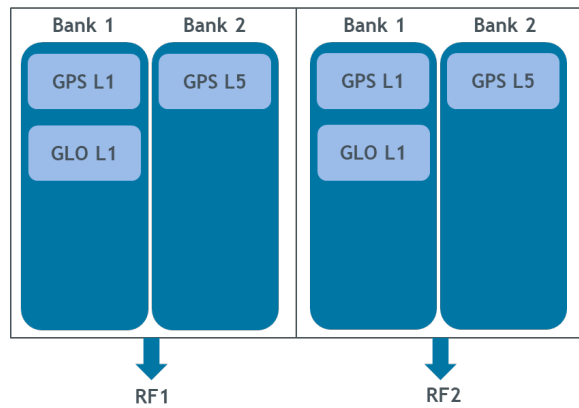 Bank 1 Bank 2 Bank 1 Bank 2
GPS L1 GPS L5 GPS L1 GPS L5
GLO L1 GLO L1
RF1 RF2